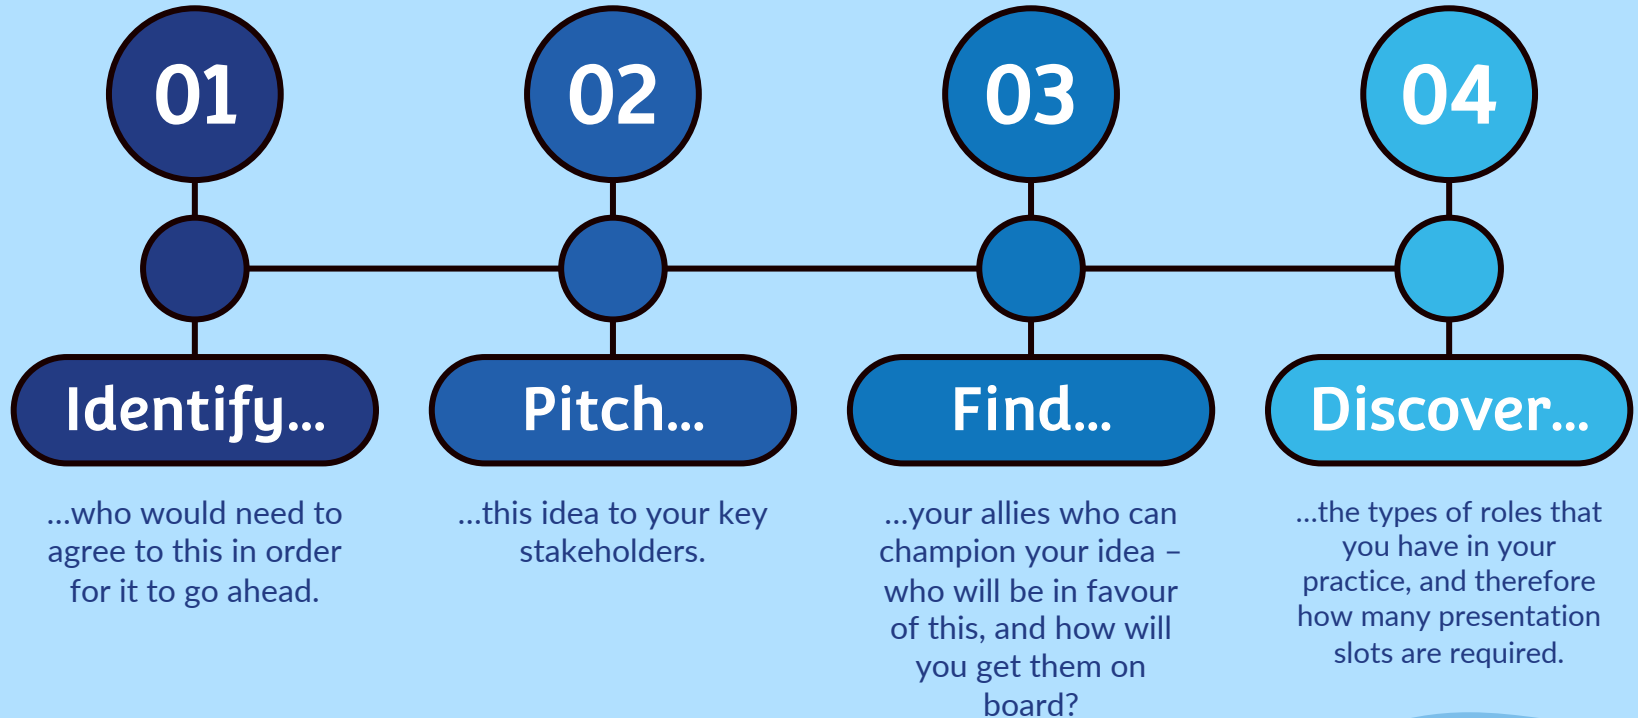 01
02
03
04
Identify...
Pitch...
Find...
Discover...
...who would need to
agree to this in order
for it to go ahead.
...this idea to your key
stakeholders.
...your allies who can
champion your idea –
who will be in favour
of this, and how will
you get them on
board?
...the types of roles that
you have in your
practice, and therefore
how many presentation
slots are required.